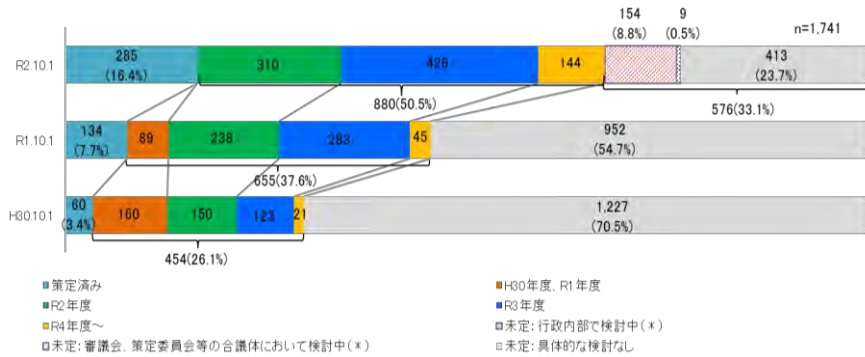 154 9
(8.8%) (0.5%) n=1,741
R2.10.1 285 310 426 144 413
(16.4%) (23.7%)
880(50.5%) 576(33.1%)
R1.10.1 134 89 238 283 45 952
(7.7%) (54.7%)
655(37.6%)
H30.10.1 60 160 150 123 21 1,227
(3.4%) (70.5%)
454(26.1%)
策定済み H30年度、R1年度
R2年度 R3年度
R4年度~ 未定:行政内部で検討中(*)
未定:審議会、策定委員会等の合議体において検討中(*) 未定:具体的な検討なし